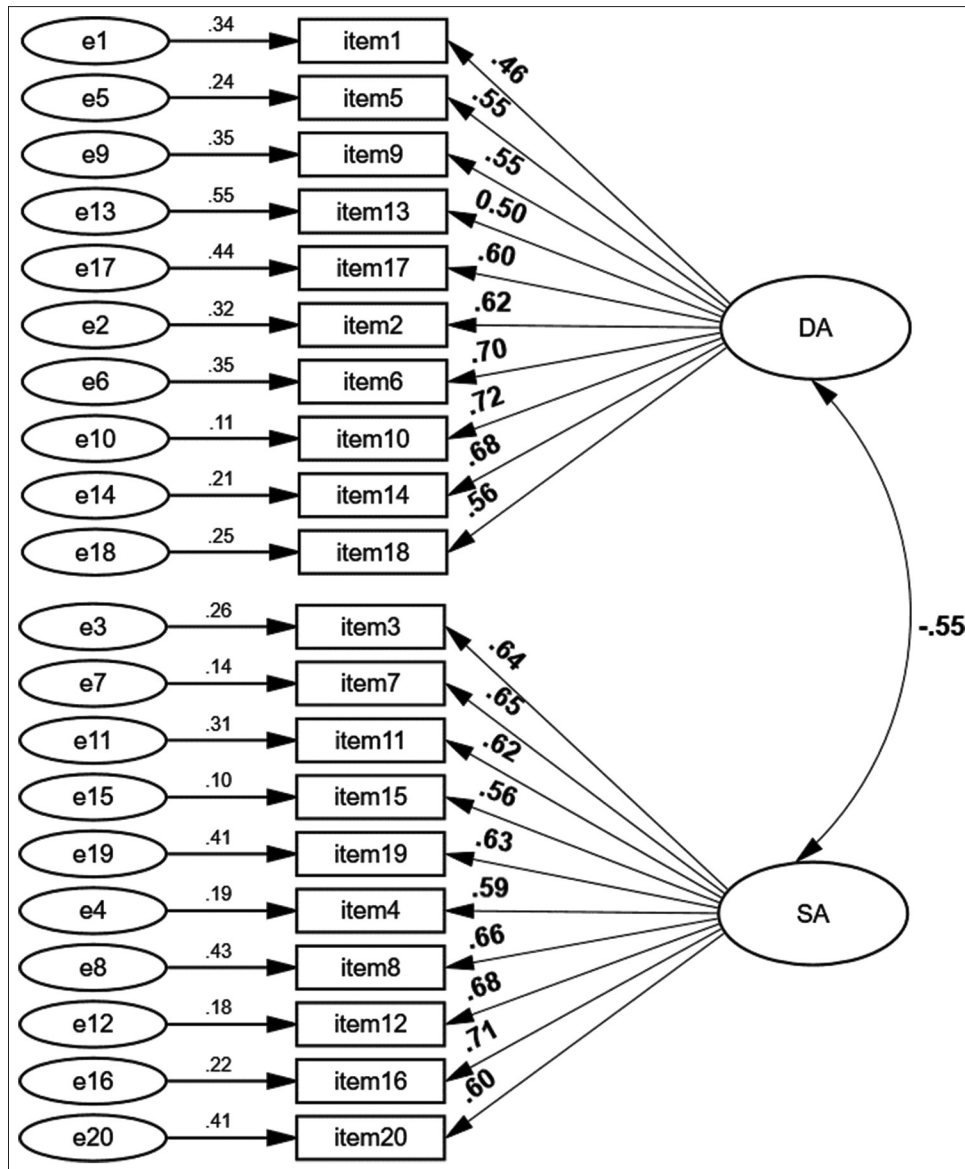 e1 .34 item1 .46
e5 .24 item5 .55
e9 .35 item9 .55
e13 .55 item13 0.50
e17 .44 item17 .60
e2 .32 item2 .62 DA
e6 .35 item6 .70
e10 .11 item10 .72
e14 .21 item14 .68
e18 .25 item18 .56
-.55
e3 .26 item3 .64
e7 .14 item7 .65
e11 .31 item11 .62
e15 .10 item15 .56
e19 .41 item19 .63
e4 .19 item4 .59 SA
e8 .43 item8 .66
e12 .18 item12 .68
e16 .22 item16 .71
e20 .41 item20 .60